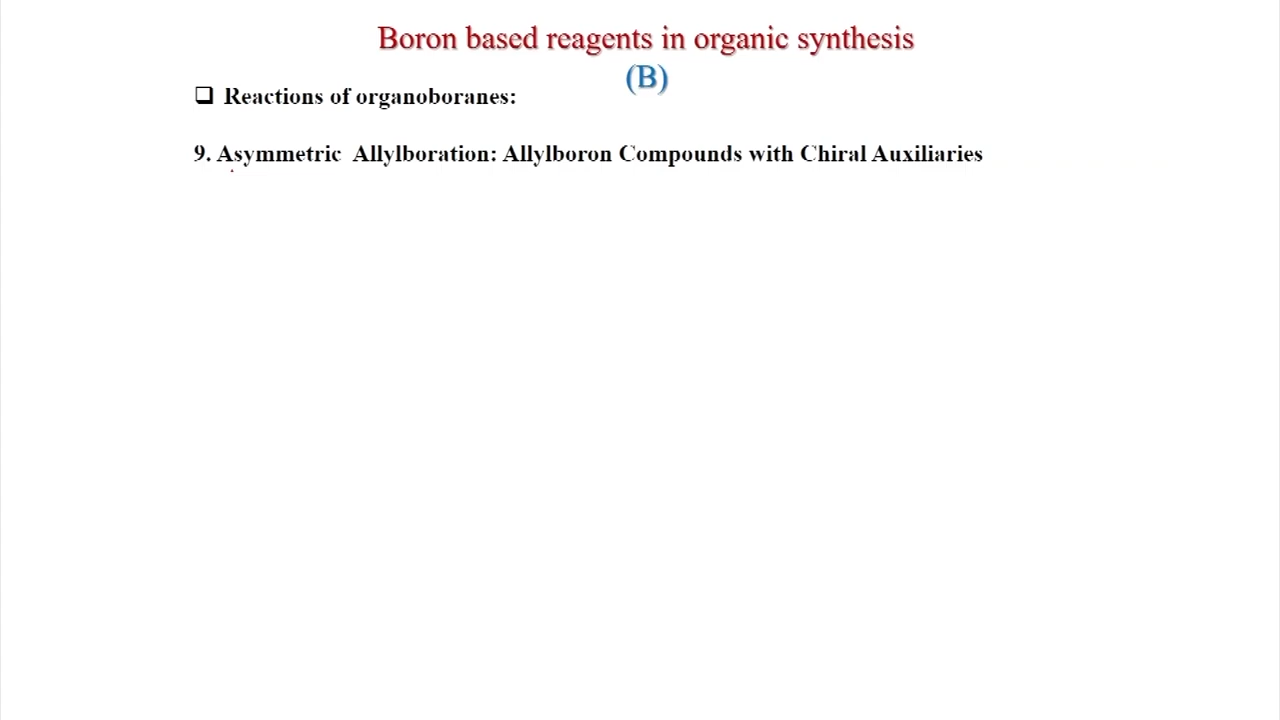 Boron based reagents in organic synthesis
(B)
❑ Reactions of organoboranes:
9. Asymmetric Allylboration: Allylboron Compounds with Chiral Auxiliaries